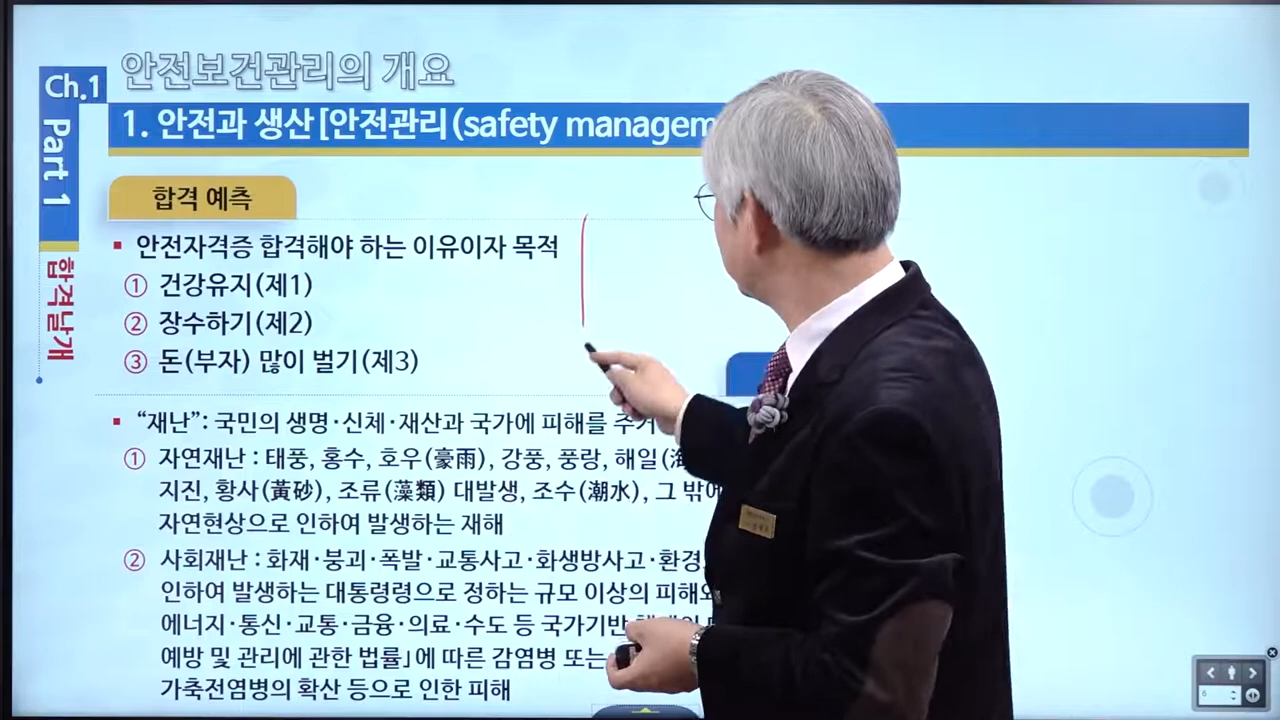 안전보건관리의 개요
Ch.1
Part 1
합격날개
1. 안전과 생산[안전관리(safety managem
합격 예측
▪ 안전자격증 합격해야 하는 이유이자 목적
① 건강유지(제1)
② 장수하기(제2)
③ 돈(부자) 많이 벌기(제3)
▪ “재난”: 국민의 생명·신체·재산과 국가에 피해를 주거
① 자연재난 : 태풍, 홍수, 호우(豪雨), 강풍, 풍랑, 해일(海
지진, 황사(黃砂), 조류(藻類) 대발생, 조수(潮水), 그 밖에
자연현상으로 인하여 발생하는 재해
② 사회재난 : 화재·붕괴·폭발·교통사고·화생방사고·환경
인하여 발생하는 대통령령으로 정하는 규모 이상의 피해와
에너지·통신·교통·금융·의료·수도 등 국가기반
예방 및 관리에 관한 법률」에 따른 감염병 또는
가축전염병의 확산 등으로 인한 피해
6